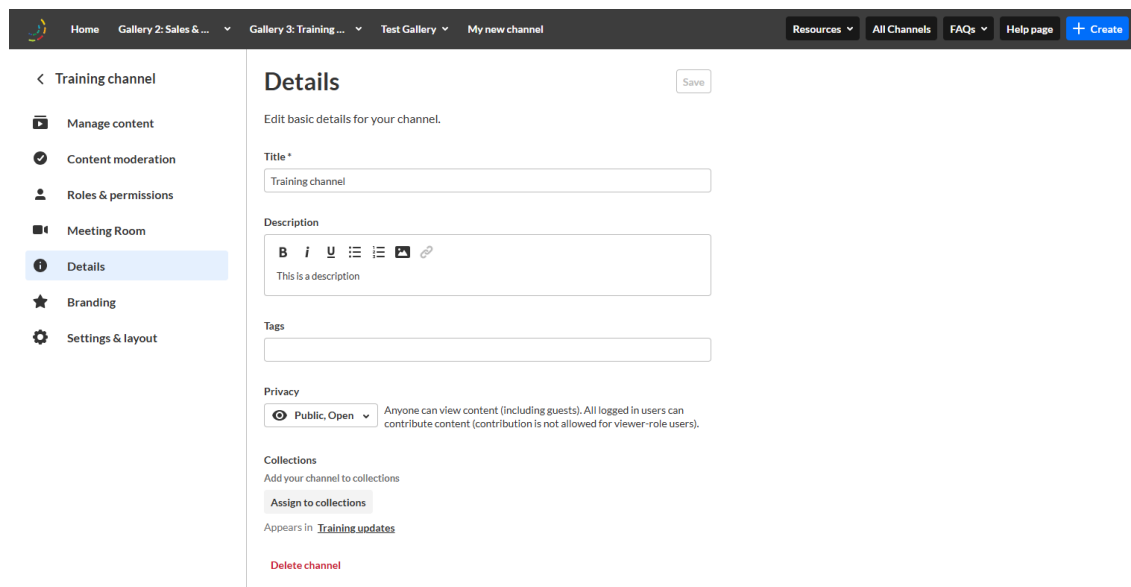 Home Gallery 2: Sales & ... Gallery 3: Training ... Test Gallery My new channel Resources All Channels FAQs Help page + Create
Training channel
Manage content
Content moderation
Roles & permissions
Meeting Room
Details
Branding
Settings & layout
Details
Save
Edit basic details for your channel.
Title *
Training channel
Description
B i U
This is a description
Tags
Privacy
Public, Open
Anyone can view content (including guests). All logged in users can
contribute content (contribution is not allowed for viewer-role users).
Collections
Add your channel to collections
Assign to collections
Appears in Training updates
Delete channel